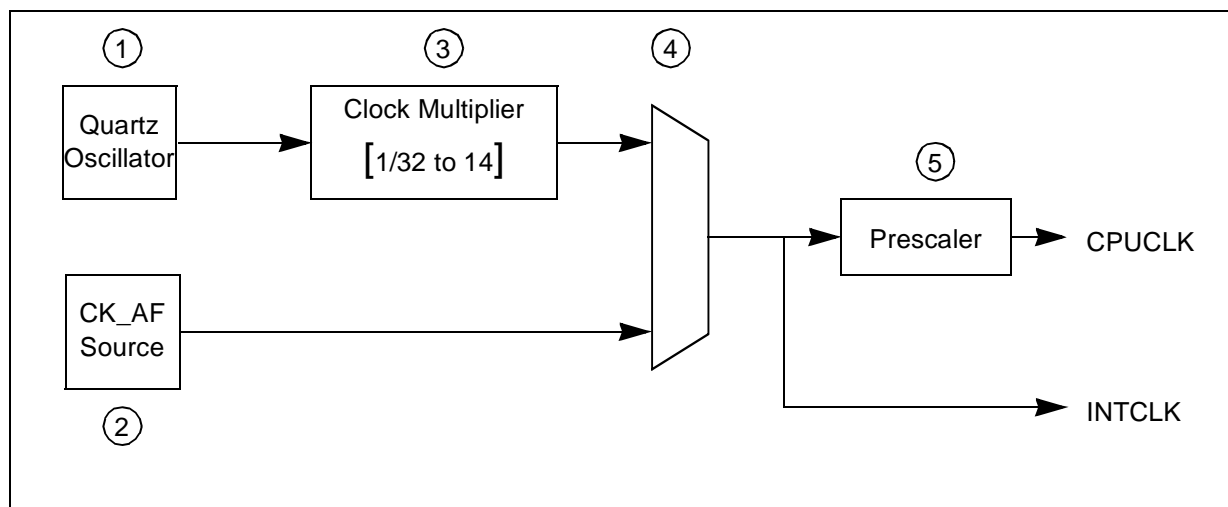 1
3
4
Quartz
Oscillator
Clock Multiplier
[1/32 to 14]
5
Prescaler
CPUCLK
CK_AF
Source
2
INTCLK